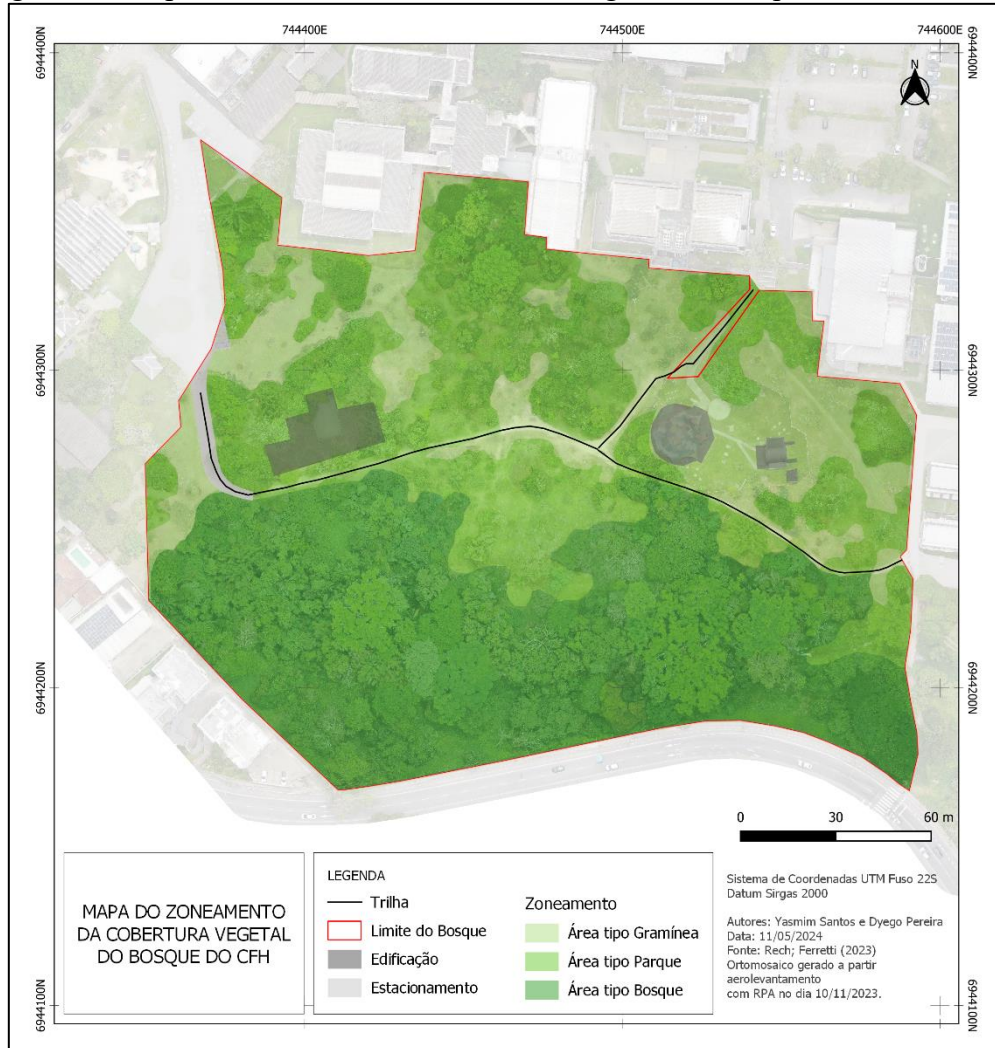 744400E 744500E 744600E
6944400N 6944400N
N
6944300N 6944300N
6944200N 6944200N
0 30 60 m
MAPA DO ZONEAMENTO
DA COBERTURA VEGETAL
DO BOSQUE DO CFH
LEGENDA
Trilha
Limite do Bosque
Edificação
Estacionamento
Zoneamento
Área tipo Gramínea
Área tipo Parque
Área tipo Bosque
Sistema de Coordenadas UTM Fuso 22S
Datum Sirgas 2000
Autores: Yasmim Santos e Dyego Pereira
Data: 11/05/2024
Fonte: Rech; Ferretti (2023)
Ortomosaico gerado a partir
aerolevantamento
com RPA no dia 10/11/2023.
6944100N 6944100N